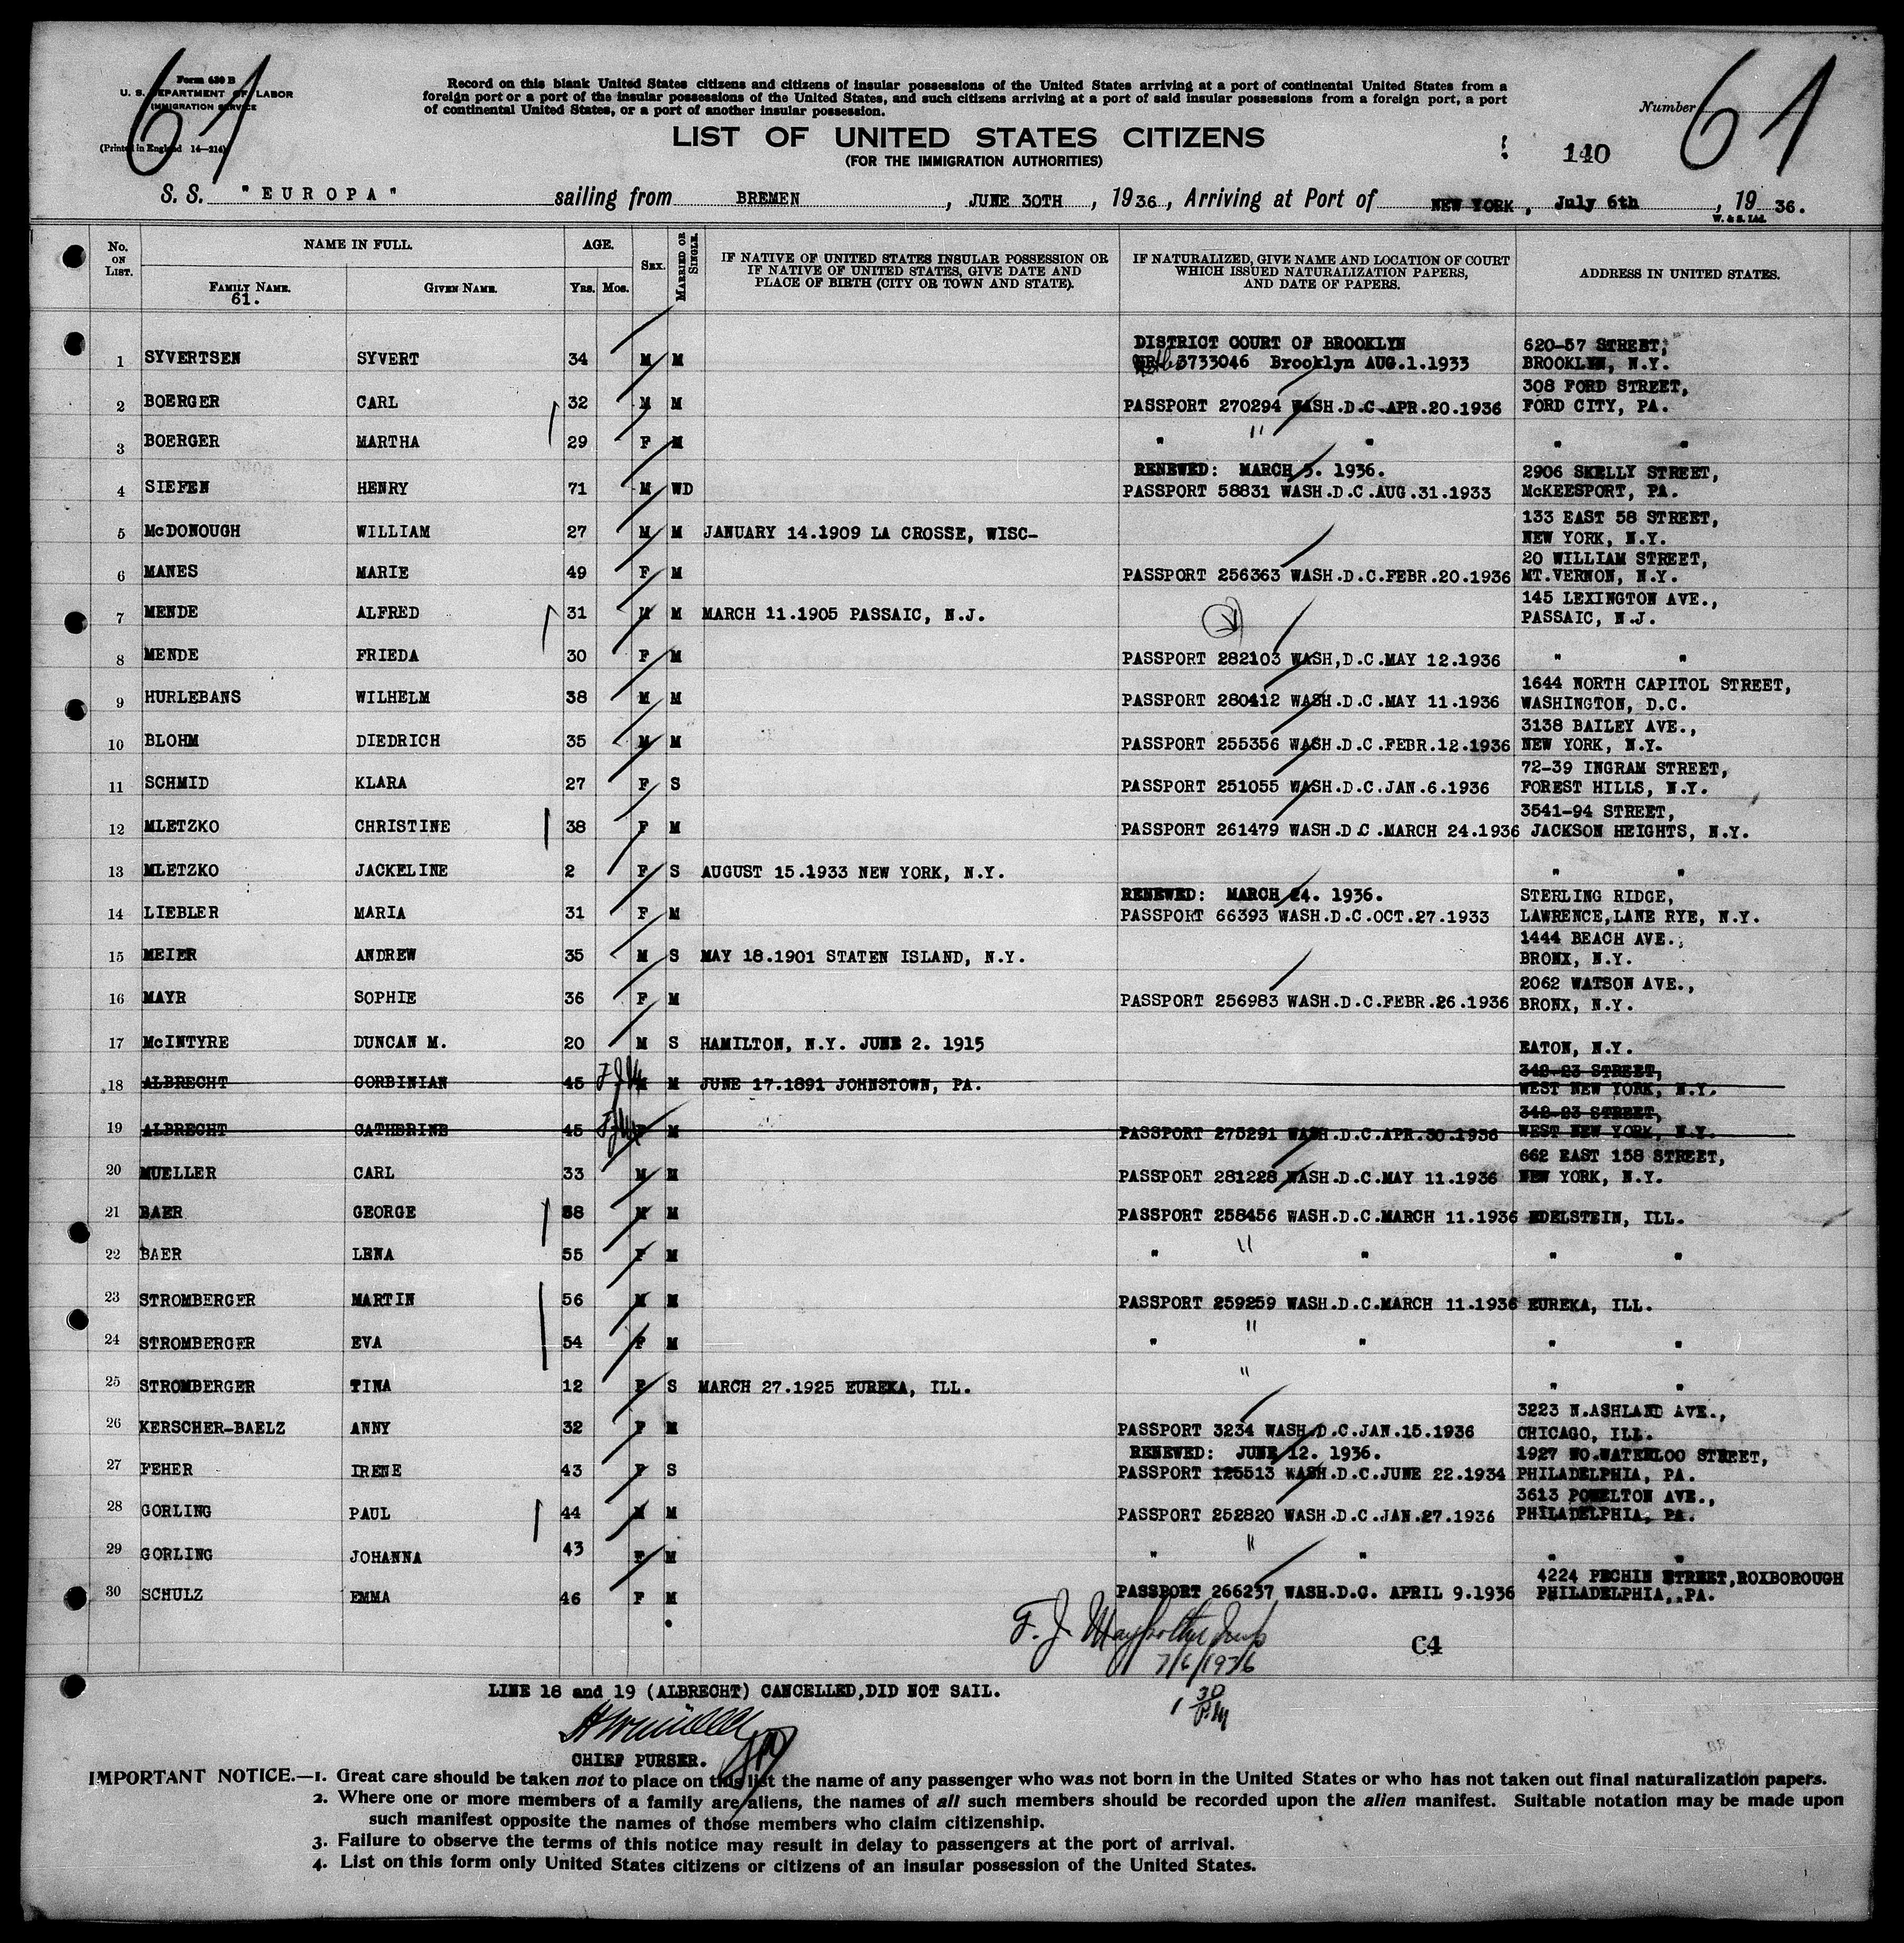 61
61
Form 630 B
U. S. DEPARTMENT OF LABOR
IMMIGRATION SERVICE
(Printed in England 14—214)
Record on this blank United States citizens and citizens of insular possessions of the United States arriving at a port of continental United States from a
foreign port or a port of the insular possessions of the United States, and such citizens arriving at a port of said insular possessions from a foreign port, a port
of continental United States, or a port of another insular possession.
Number
LIST OF UNITED STATES CITIZENS
(FOR THE IMMIGRATION AUTHORITIES)
140
S. S. "EUROPA" sailing from BREMEN, JUNE 30TH, 1936, Arriving at Port of NEW YORK, July 6th, 1936.
W. & S. Ltd.
No. ON LIST. NAME IN FULL. AGE. SEX. MARRIED OR SINGLE. IF NATIVE OF UNITED STATES INSULAR POSSESSION OR IF NATIVE OF UNITED STATES, GIVE DATE AND PLACE OF BIRTH (CITY OR TOWN AND STATE). IF NATURALIZED, GIVE NAME AND LOCATION OF COURT WHICH ISSUED NATURALIZATION PAPERS, AND DATE OF PAPERS. ADDRESS IN UNITED STATES.
FAMILY NAME. GIVEN NAME. YRS. MOS.
61.
DISTRICT COURT OF BROOKLYN 620-57 STREET,
1 SYVERTSEN SYVERT 34 M M 3733046 Brooklyn AUG.1.1933 BROOKLYN, N.Y.
308 FORD STREET,
2 BOERGER CARL 32 M M PASSPORT 270294 WASH.D.C.APR.20.1936 FORD CITY, PA.
3 BOERGER MARTHA 29 F M " " " " "
RENEWED: MARCH 5. 1936. 2906 SKELLY STREET,
4 SIEFEN HENRY 71 M WD PASSPORT 58831 WASH.D.C.AUG.31.1933 McKEESPORT, PA.
133 EAST 58 STREET,
5 McDONOUGH WILLIAM 27 M M JANUARY 14.1909 LA CROSSE, WISC- NEW YORK, N.Y.
20 WILLIAM STREET,
6 MANES MARIE 49 F M PASSPORT 256363 WASH.D.C.FEBR.20.1936 MT.VERNON, N.Y.
145 LEXINGTON AVE.,
7 MENDE ALFRED 31 M M MARCH 11.1905 PASSAIC, N.J. PASSAIC, N.J.
8 MENDE FRIEDA 30 F M PASSPORT 282103 WASH,D.C.MAY 12.1936 " "
1644 NORTH CAPITOL STREET,
9 HURLEBANS WILHELM 38 M M PASSPORT 280412 WASH.D.C.MAY 11.1936 WASHINGTON, D.C.
3138 BAILEY AVE.,
10 BLOHM DIEDRICH 35 M M PASSPORT 255356 WASH.D.C.FEBR.12.1936 NEW YORK, N.Y.
72-39 INGRAM STREET,
11 SCHMID KLARA 27 F S PASSPORT 251055 WASH.D.C.JAN.6.1936 FOREST HILLS, N.Y.
3541-94 STREET,
12 MLETZKO CHRISTINE 38 F M PASSPORT 261479 WASH.D.C.MARCH 24.1936 JACKSON HEIGHTS, N.Y.
13 MLETZKO JACKELINE 2 F S AUGUST 15.1933 NEW YORK, N.Y. " "
RENEWED: MARCH 24. 1936. STERLING RIDGE,
14 LIEBLER MARIA 31 F M PASSPORT 66393 WASH.D.C.OCT.27.1933 LAWRENCE,LANE RYE, N.Y.
1444 BEACH AVE.,
15 MEIER ANDREW 35 M S MAY 18.1901 STATEN ISLAND, N.Y. BRONX, N.Y.
2062 WATSON AVE.,
16 MAYR SOPHIE 36 F M PASSPORT 256983 WASH.D.C.FEBR.26.1936 BRONX, N.Y.
17 McINTYRE DUNCAN M. 20 M S HAMILTON, N.Y. JUNE 2. 1915 EATON, N.Y.
342-23 STREET,
18 ALBRECHT CORBINIAN 45 M M JUNE 17.1891 JOHNSTOWN, PA. WEST NEW YORK, N.Y.
342-23 STREET,
19 ALBRECHT CATHERINE 45 F M PASSPORT 275291 WASH.D.C.APR.30.1936 WEST NEW YORK, N.Y.
662 EAST 158 STREET,
20 MUELLER CARL 33 M M PASSPORT 281228 WASH.D.C.MAY 11.1936 NEW YORK, N.Y.
21 BAER GEORGE 58 M M PASSPORT 258456 WASH.D.C.MARCH 11.1936 EDELSTEIN, ILL.
22 BAER LENA 55 F M " " " " "
23 STROMBERGER MARTIN 56 M M PASSPORT 259259 WASH.D.C.MARCH 11.1936 EUREKA, ILL.
24 STROMBERGER EVA 54 F M " " " " "
25 STROMBERGER TINA 12 F S MARCH 27.1925 EUREKA, ILL. " " "
3223 N.ASHLAND AVE.,
26 KERSCHER-BAELZ ANNY 32 F M PASSPORT 3234 WASH.D.C.JAN.15.1936 CHICAGO, ILL.
RENEWED: JUNE 12. 1936. 1927 NO.WATERLOO STREET,
27 FEHER IRENE 43 F S PASSPORT 125513 WASH.D.C.JUNE 22.1934 PHILADELPHIA, PA.
3613 POWELTON AVE.,
28 GORLING PAUL 44 M M PASSPORT 252820 WASH.D.C.JAN.27.1936 PHILADELPHIA, PA.
29 GORLING JOHANNA 43 F M " " " " "
4224 PECHIN STREET,ROXBOROUGH
30 SCHULZ EMMA 46 F M PASSPORT 266237 WASH.D.C. APRIL 9.1936 PHILADELPHIA, PA.
F. J.
7/6/1936
C4
1 30 P.M
LINE 18 and 19 (ALBRECHT) CANCELLED,DID NOT SAIL.
CHIEF PURSER.
IMPORTANT NOTICE.—1. Great care should be taken not to place on this list the name of any passenger who was not born in the United States or who has not taken out final naturalization papers.
2. Where one or more members of a family are aliens, the names of all such members should be recorded upon the alien manifest. Suitable notation may be made upon
such manifest opposite the names of those members who claim citizenship.
3. Failure to observe the terms of this notice may result in delay to passengers at the port of arrival.
4. List on this form only United States citizens or citizens of an insular possession of the United States.